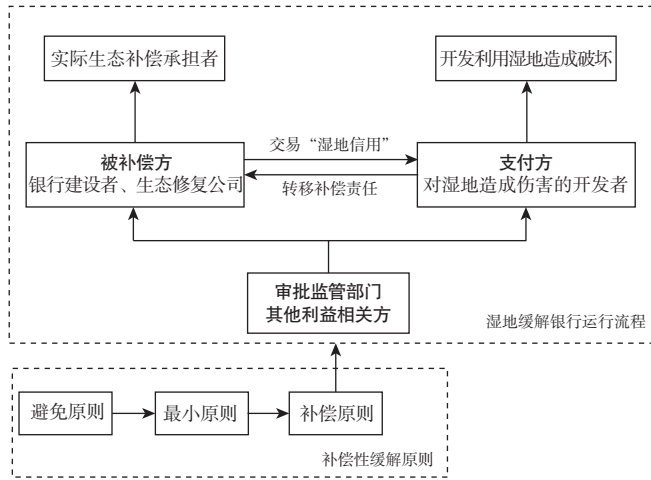 实际生态补偿承担者
开发利用湿地造成破坏
被补偿方
银行建设者、生态修复公司
交易“湿地信用”
转移补偿责任
支付方
对湿地造成伤害的开发者
审批监管部门
其他利益相关方
湿地缓解银行运行流程
避免原则
最小原则
补偿原则
补偿性缓解原则